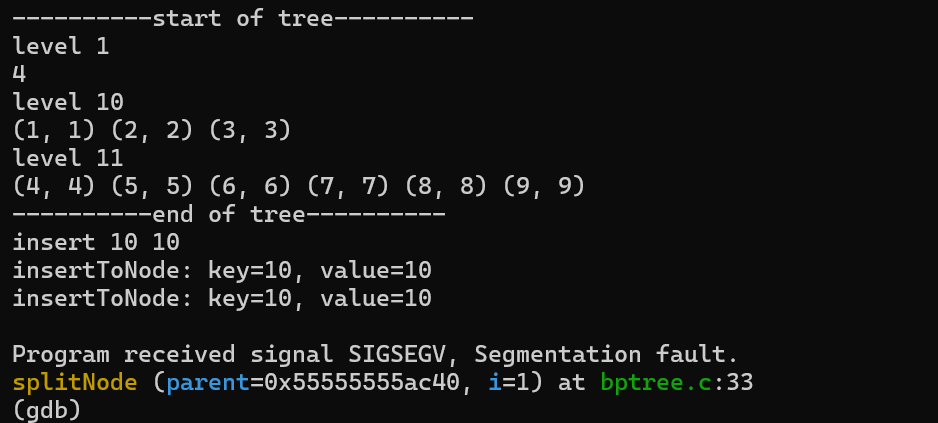 ----------start of tree----------
level 1
4
level 10
(1, 1) (2, 2) (3, 3)
level 11
(4, 4) (5, 5) (6, 6) (7, 7) (8, 8) (9, 9)
----------end of tree----------
insert 10 10
insertToNode: key=10, value=10
insertToNode: key=10, value=10
Program received signal SIGSEGV, Segmentation fault.
splitNode (parent=0x55555555ac40, i=1) at bptree.c:33
(gdb)